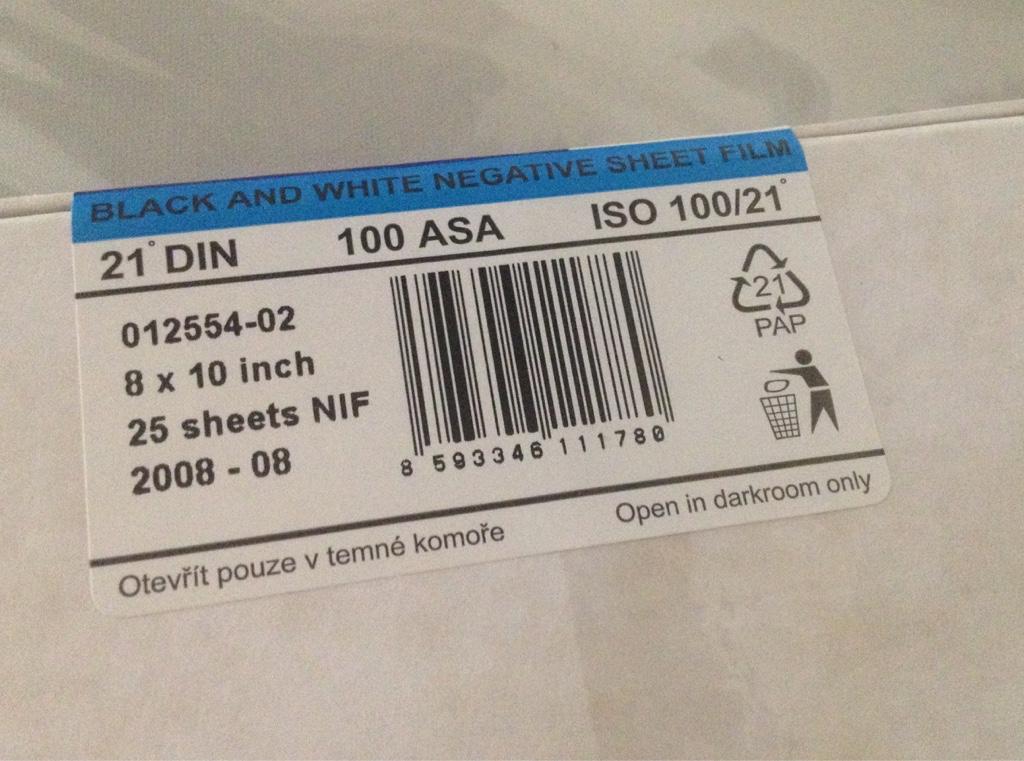 BLACK AND WHITE NEGATIVE SHEET FILM
21° DIN 100 ASA ISO 100/21°
012554-02
8 x 10 inch
25 sheets NIF
2008 - 08
8 593346 111780
21
PAP
Otevřít pouze v temné komoře Open in darkroom only